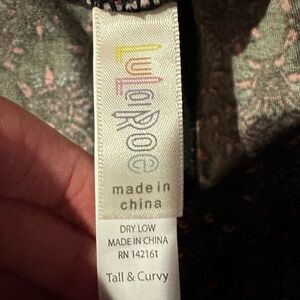 LuLaRoe
made in
china
DRY LOW
MADE IN CHINA
RN 142161
Tall & Curvy